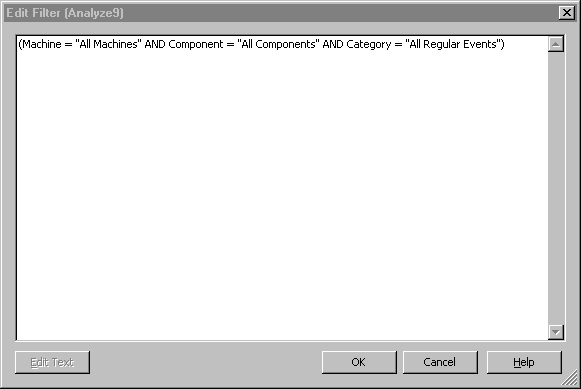 Edit Filter (Analyze9)
(Machine = "All Machines" AND Component = "All Components" AND Category = "All Regular Events")
Edit Text OK Cancel Help